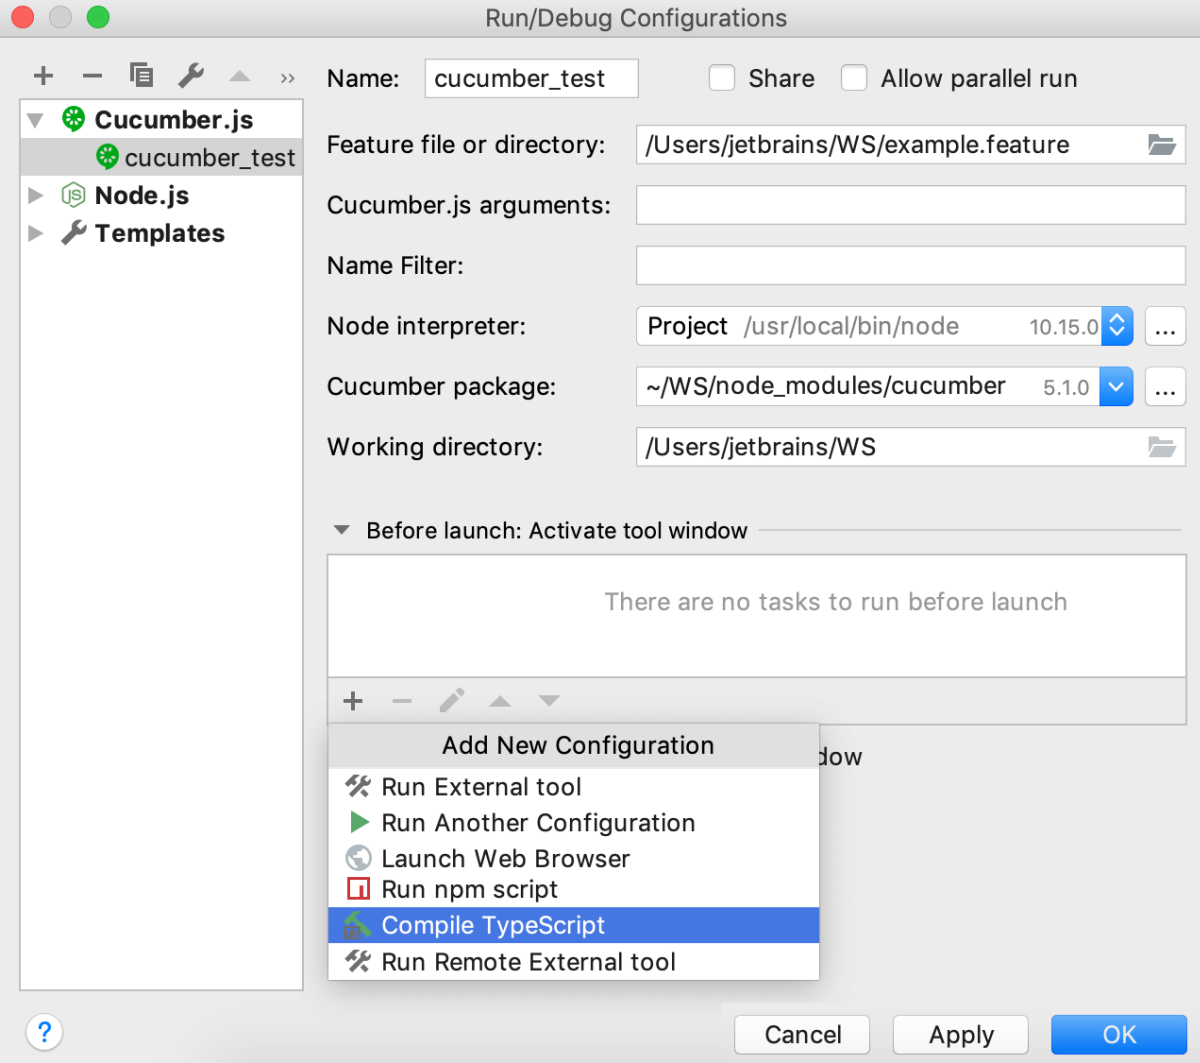 Run/Debug Configurations
Name: cucumber_test Share Allow parallel run
Cucumber.js
cucumber_test
Node.js
Templates
Feature file or directory: /Users/jetbrains/WS/example.feature
Cucumber.js arguments:
Name Filter:
Node interpreter: Project /usr/local/bin/node 10.15.0 ...
Cucumber package: ~/WS/node_modules/cucumber 5.1.0 ...
Working directory: /Users/jetbrains/WS
Before launch: Activate tool window
There are no tasks to run before launch
Add New Configuration
dow
Run External tool
Run Another Configuration
Launch Web Browser
Run npm script
Compile TypeScript
Run Remote External tool
? Cancel Apply OK